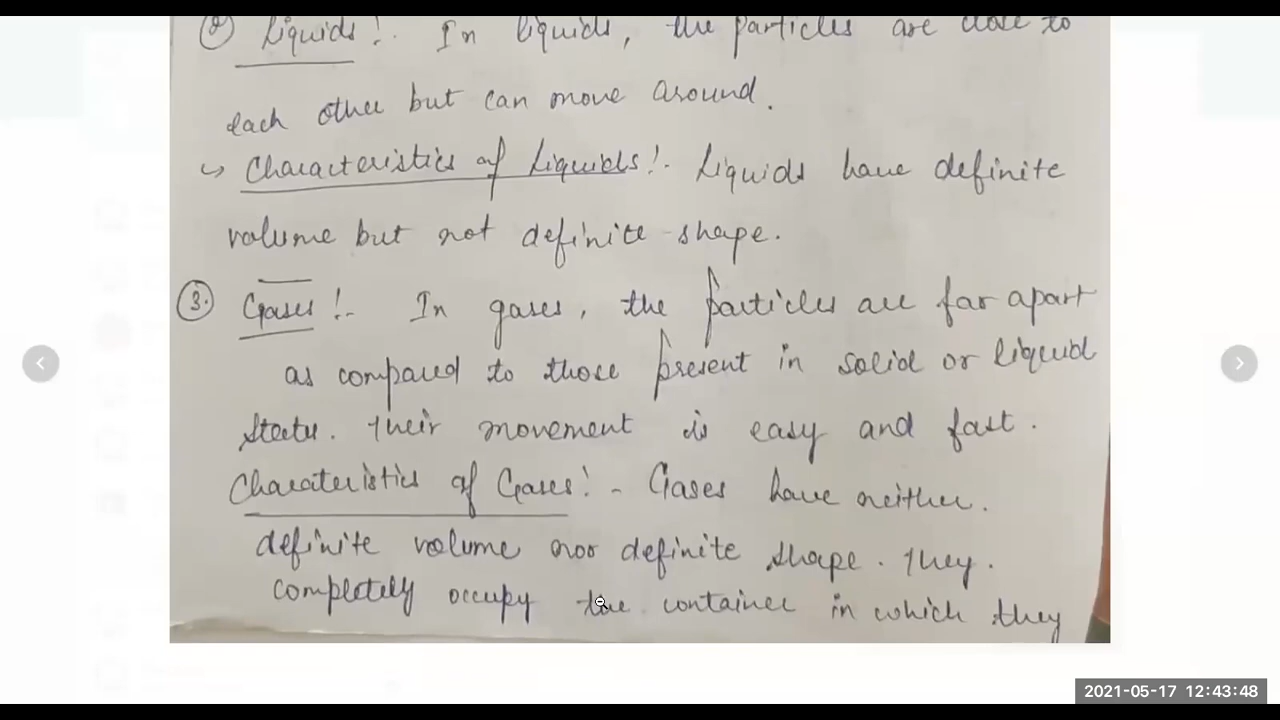 ② Liquids :- In liquids, the particles are close to
each other but can move around.
↳ Characteristics of Liquids :- Liquids have definite
volume but not definite shape.
③. Gases :- In gases, the particles are far apart
as compared to those present in solid or liquid
state. Their movement is easy and fast.
Charateristics of Gases :- Gases have neither.
definite volume nor definite shape. They.
completely occupy the container in which they
2021-05-17 12:43:48